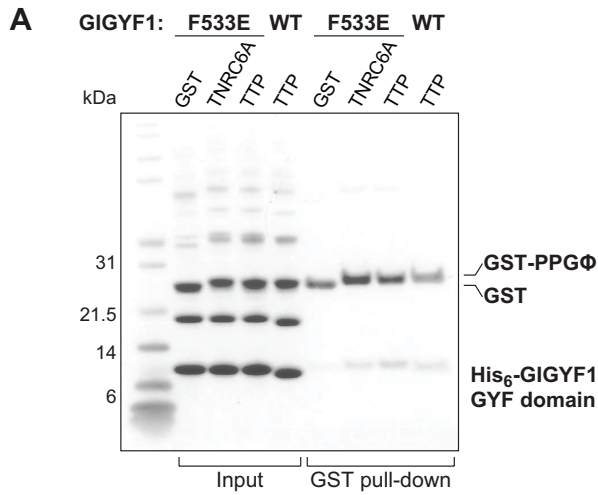 A
GIGYF1: F533E WT F533E WT
GST TNRC6A TTP TTP GST TNRC6A TTP TTP
kDa
31
21.5
14
6
GST-PPGΦ
GST
His6-GIGYF1
GYF domain
Input GST pull-down